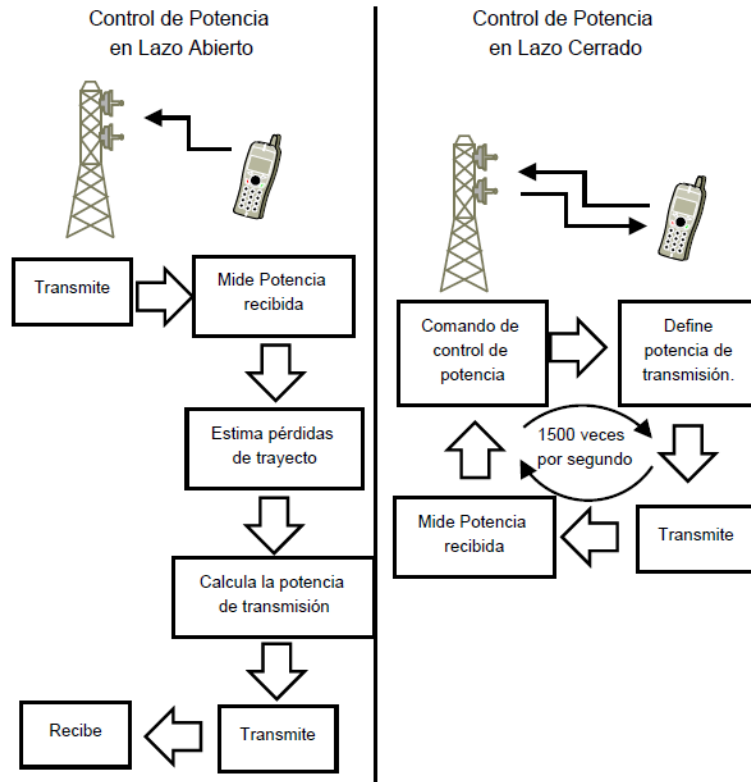 Control de Potencia
en Lazo Abierto
Transmite
Mide Potencia
recibida
Estima pérdidas
de trayecto
Calcula la potencia
de transmisión
Transmite
Recibe
Control de Potencia
en Lazo Cerrado
Comando de
control de
potencia
Define
potencia de
transmisión.
1500 veces
por segundo
Mide Potencia
recibida
Transmite